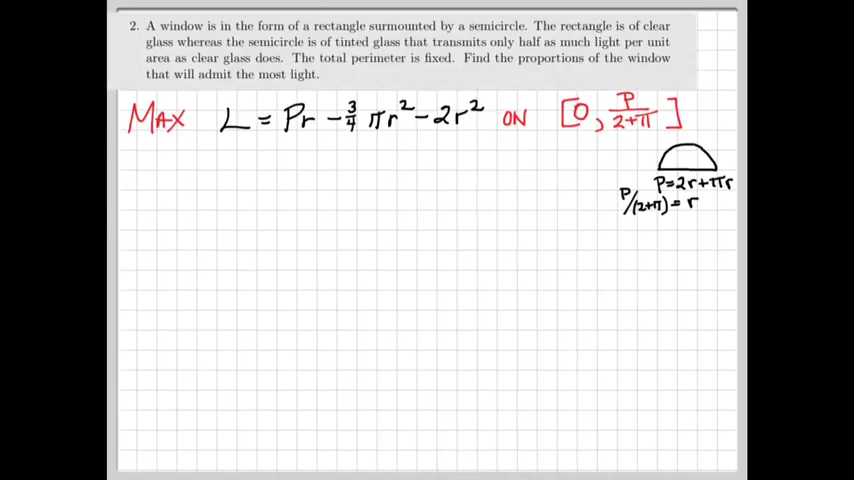 2. A window is in the form of a rectangle surmounted by a semicircle. The rectangle is of clear
glass whereas the semicircle is of tinted glass that transmits only half as much light per unit
area as clear glass does. The total perimeter is fixed. Find the proportions of the window
that will admit the most light.
MAX L = Pr - 3/4 πr² - 2r² ON [0, P/2+π]
P=2r+πr
P/(2+π) = r